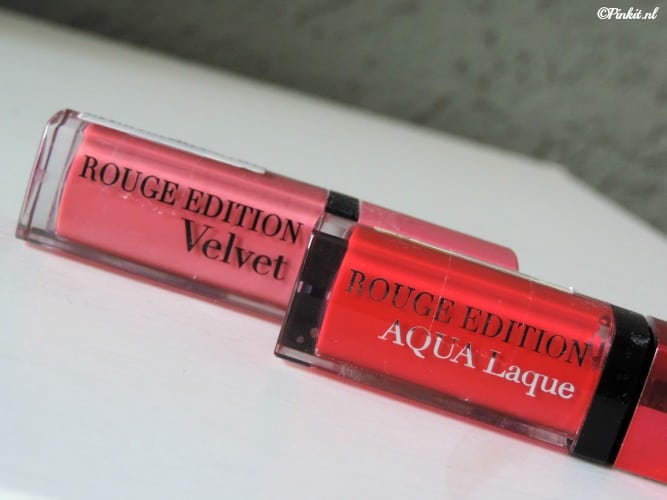 ©Pinkit.nl
ROUGE EDITION
Velvet
ROUGE EDITION
AQUA Laque